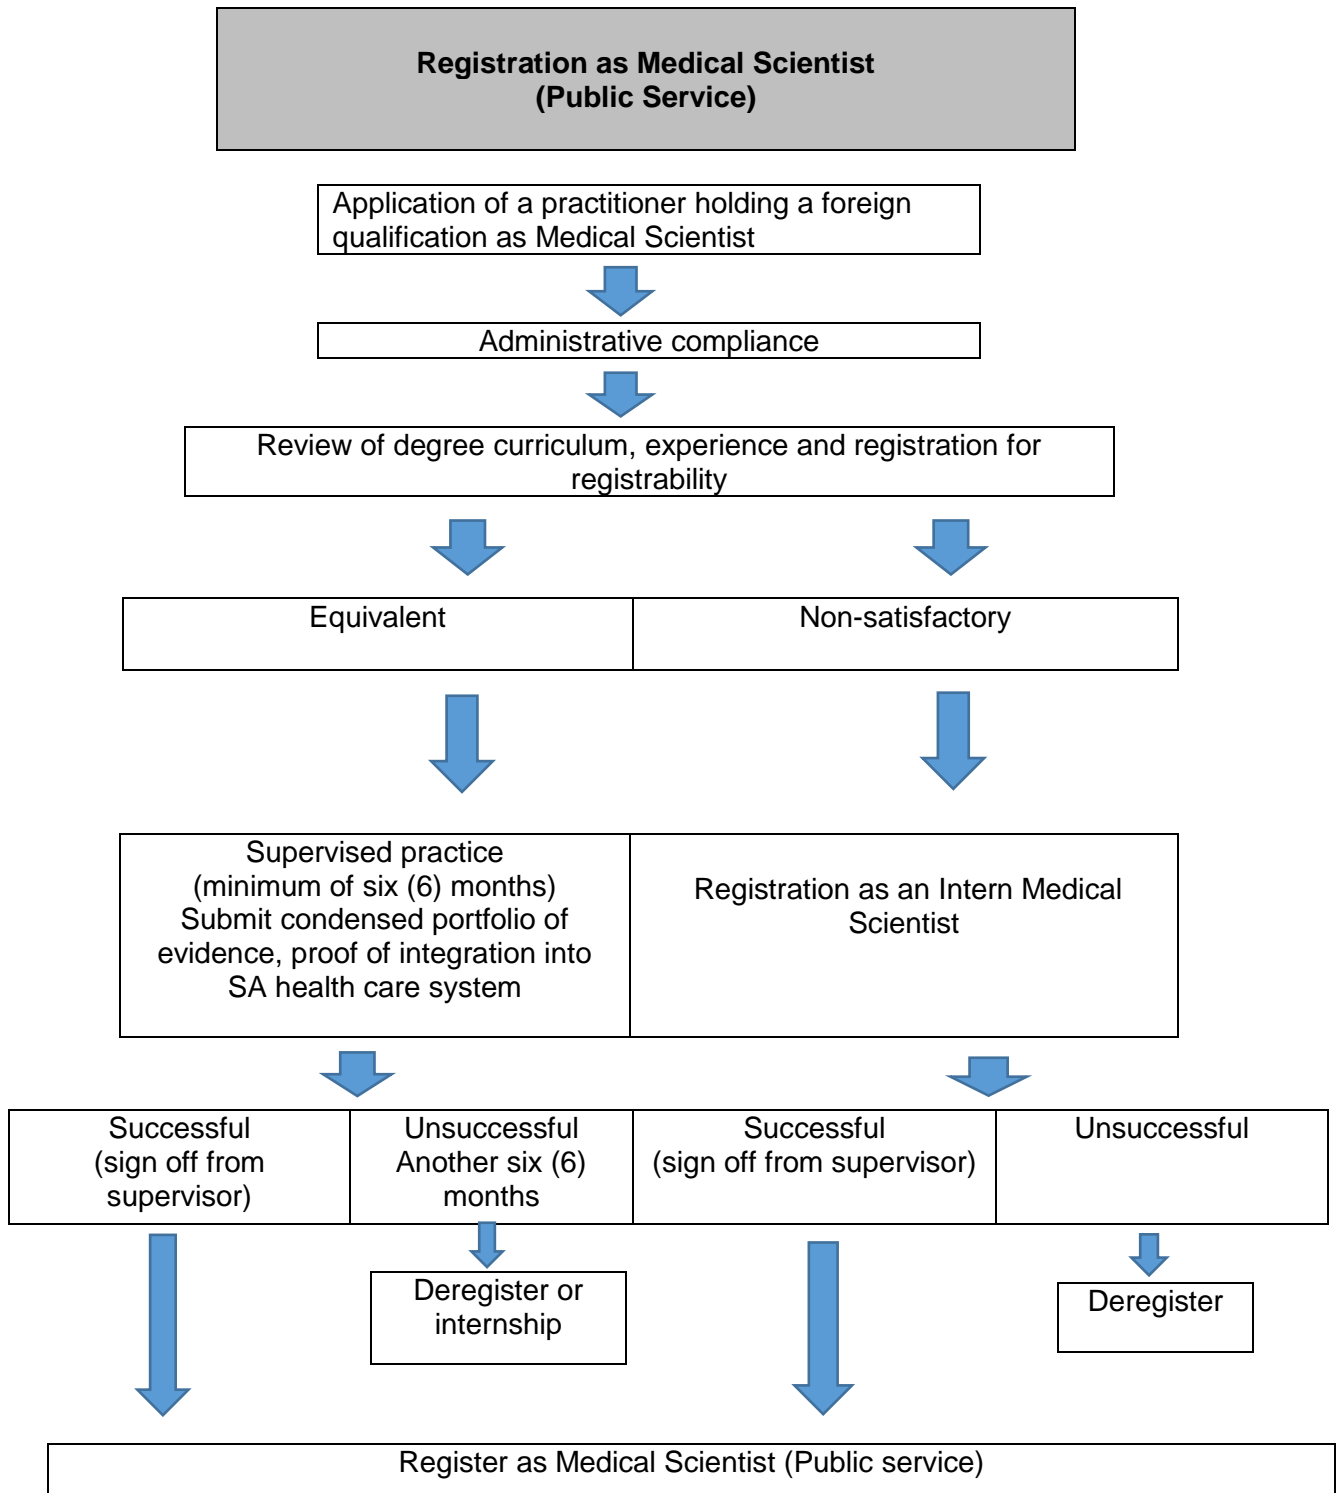 Registration as Medical Scientist
(Public Service)
Application of a practitioner holding a foreign
qualification as Medical Scientist
Administrative compliance
Review of degree curriculum, experience and registration for
registrability
Equivalent
Non-satisfactory
Supervised practice
(minimum of six (6) months)
Submit condensed portfolio of
evidence, proof of integration into
SA health care system
Registration as an Intern Medical
Scientist
Successful
(sign off from
supervisor)
Unsuccessful
Another six (6)
months
Successful
(sign off from supervisor)
Unsuccessful
Deregister or
internship
Deregister
Register as Medical Scientist (Public service)